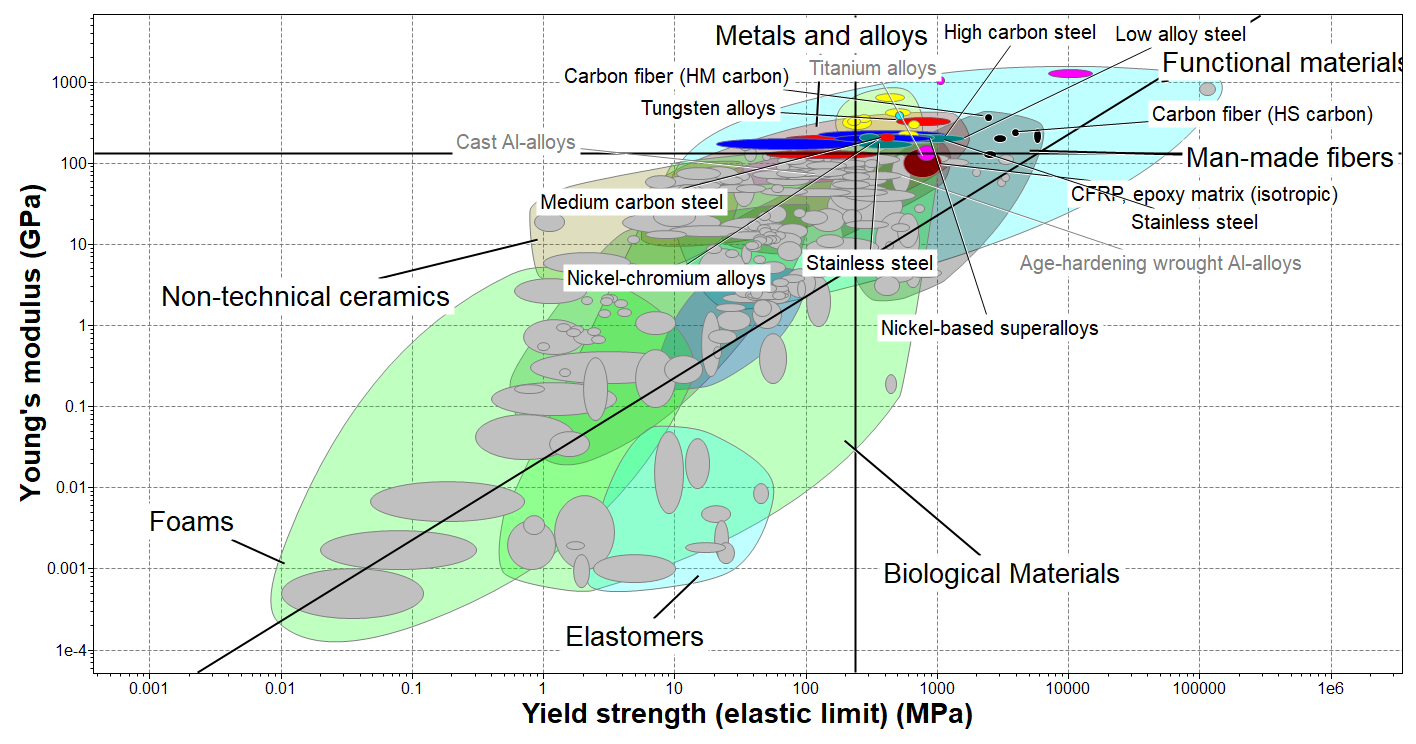 Metals and alloys
High carbon steel
Low alloy steel
Functional materials
Carbon fiber (HM carbon)
Titanium alloys
Tungsten alloys
Carbon fiber (HS carbon)
Cast Al-alloys
Man-made fibers
CFRP, epoxy matrix (isotropic)
Medium carbon steel
Stainless steel
Nickel-chromium alloys
Stainless steel
Age-hardening wrought Al-alloys
Non-technical ceramics
Nickel-based superalloys
Foams
Biological Materials
Elastomers
Young's modulus (GPa)
1000
100
10
1
0.1
0.01
0.001
1e-4
0.001
0.01
0.1
1
10
100
1000
10000
100000
1e6
Yield strength (elastic limit) (MPa)